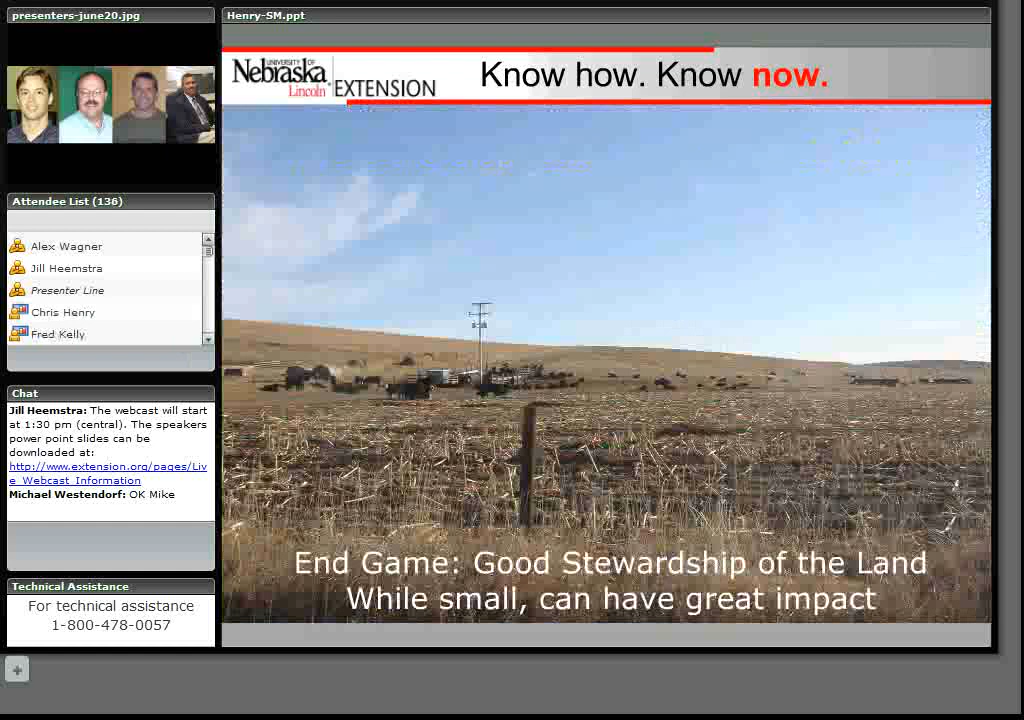 presenters-june20.jpg
Henry-SM.ppt
UNIVERSITY OF
Nebraska
Lincoln
EXTENSION
Know how. Know now.
Attendee List (136)
Alex Wagner
Jill Heemstra
Presenter Line
Chris Henry
Fred Kelly
Chat
Jill Heemstra: The webcast will start
at 1:30 pm (central). The speakers
power point slides can be
downloaded at:
http://www.extension.org/pages/Liv
e_Webcast_Information
Michael Westendorf: OK Mike
Technical Assistance
For technical assistance
1-800-478-0057
End Game: Good Stewardship of the Land
While small, can have great impact